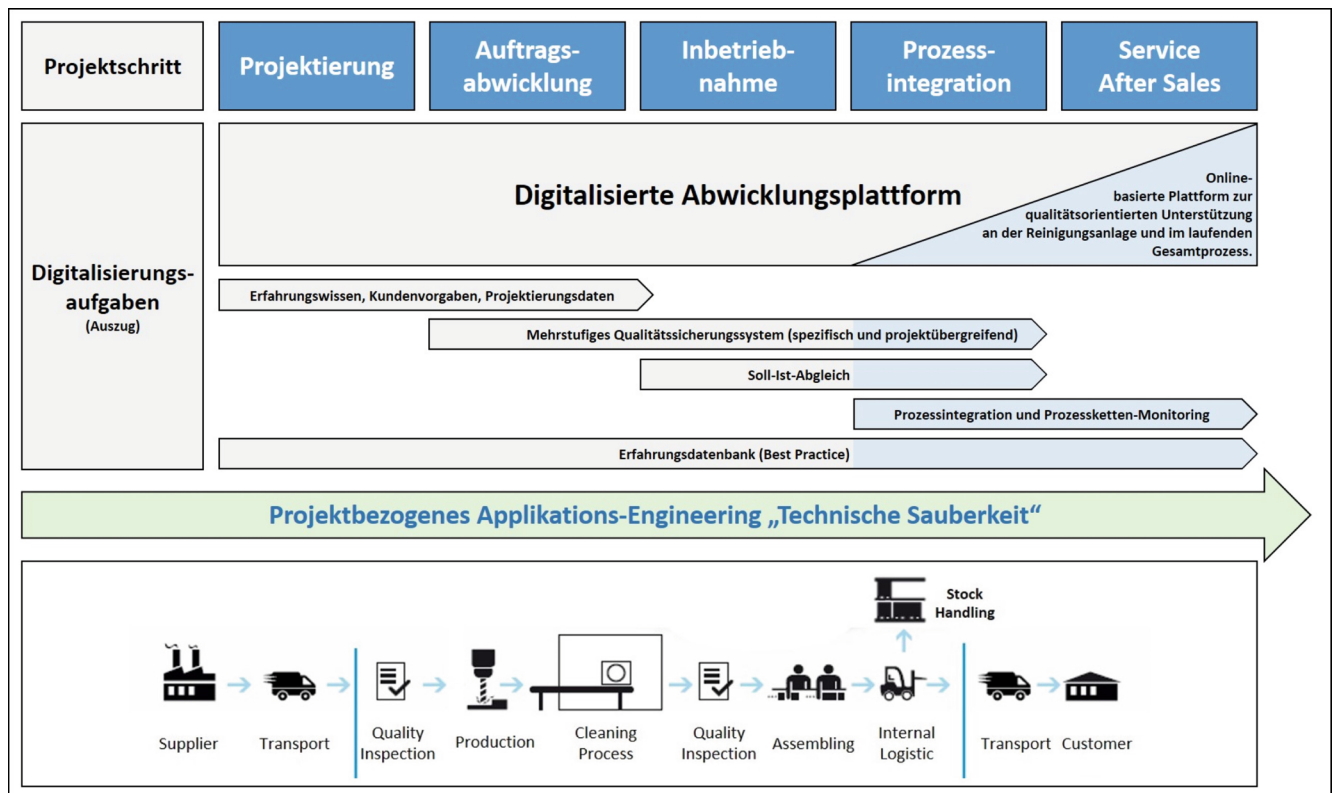 Projektschritt
Projektierung
Auftrags-
abwicklung
Inbetrieb-
nahme
Prozess-
integration
Service
After Sales
Digitalisierungs-
aufgaben
(Auszug)
Digitalisierte Abwicklungsplattform
Online-
basierte Plattform zur
qualitätsorientierten Unterstützung
an der Reinigungsanlage und im laufenden
Gesamtprozess.
Erfahrungswissen, Kundenvorgaben, Projektierungsdaten
Mehrstufiges Qualitätssicherungssystem (spezifisch und projektübergreifend)
Soll-Ist-Abgleich
Prozessintegration und Prozessketten-Monitoring
Erfahrungsdatenbank (Best Practice)
Projektbezogenes Applikations-Engineering „Technische Sauberkeit“
Stock
Handling
Supplier
Transport
Quality
Inspection
Production
Cleaning
Process
Quality
Inspection
Assembling
Internal
Logistic
Transport
Customer